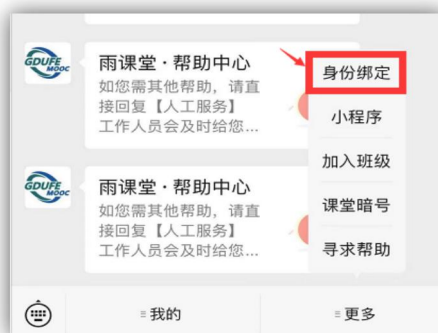 GDUFE
MOOC
雨课堂·帮助中心
如您需其他帮助，请直
接回复【人工服务】
工作人员会及时给您...
GDUFE
MOOC
雨课堂·帮助中心
如您需其他帮助，请直
接回复【人工服务】
工作人员会及时给您...
身份绑定
小程序
加入班级
课堂暗号
寻求帮助
≡我的
≡更多